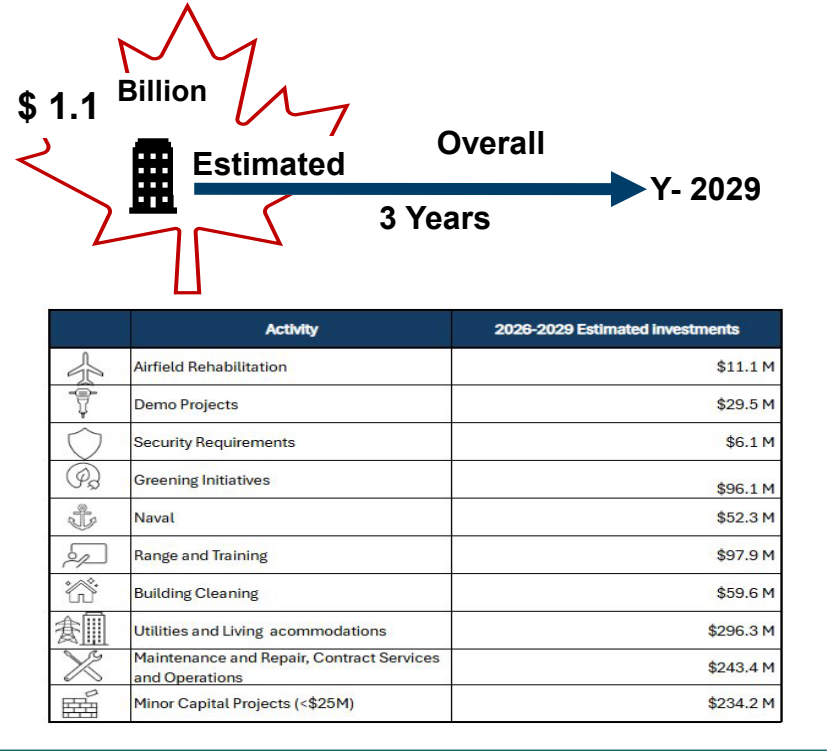 Billion
$ 1.1
Overall
Estimated
Y- 2029
3 Years
Activity 2026-2029 Estimated Investments
Airfield Rehabilitation $11.1 M
Demo Projects $29.5 M
Security Requirements $6.1 M
Greening Initiatives $96.1 M
Naval $52.3 M
Range and Training $97.9 M
Building Cleaning $59.6 M
Utilities and Living acommodations $296.3 M
Maintenance and Repair, Contract Services
and Operations $243.4 M
Minor Capital Projects (<$25M) $234.2 M